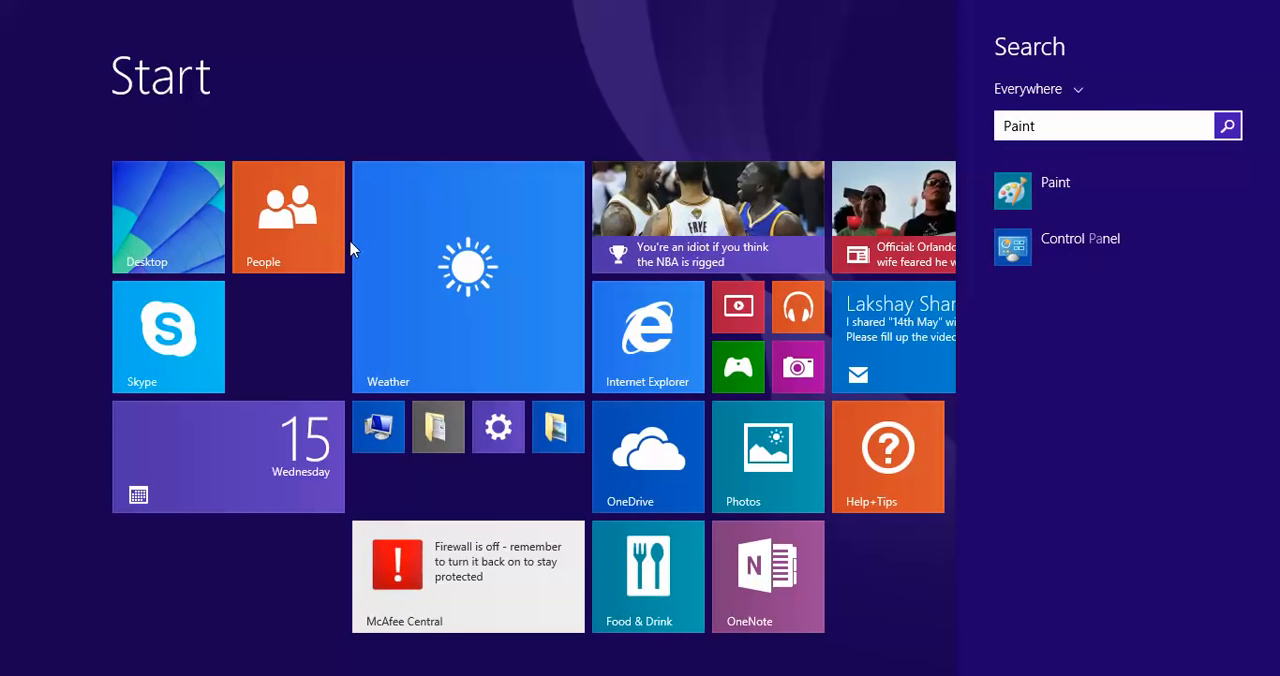 Start
Search
Everywhere
Paint
Paint
Control Panel
Desktop
People
Weather
You're an idiot if you think
the NBA is rigged
FRYE
Official: Orlando
wife feared he w
Skype
Internet Explorer
Lakshay Shar
I shared "14th May" wi
Please fill up the video
15
Wednesday
OneDrive
Photos
Help+Tips
Firewall is off - remember
to turn it back on to stay
protected
McAfee Central
Food & Drink
OneNote